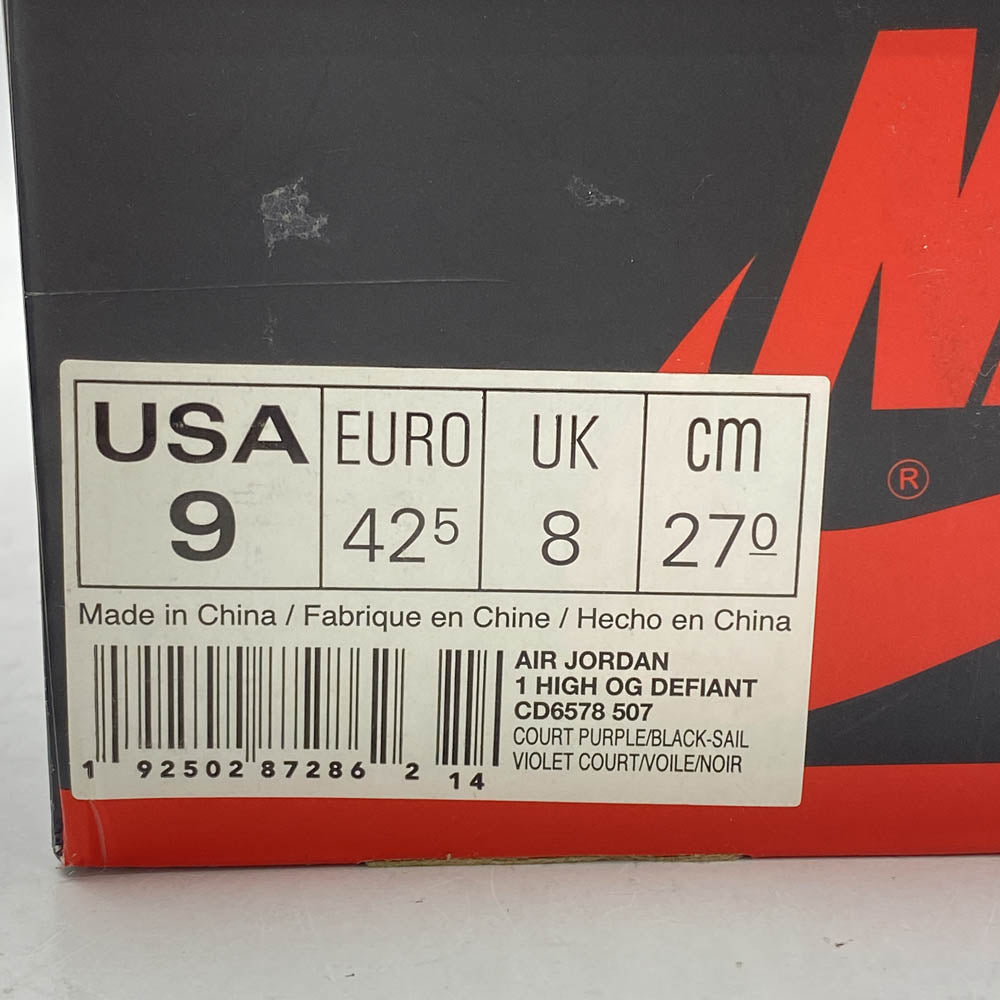 USA EURO UK cm
9 42⁵ 8 27⁰
Made in China / Fabrique en Chine / Hecho en China
AIR JORDAN
1 HIGH OG DEFIANT
CD6578 507
COURT PURPLE/BLACK-SAIL
VIOLET COURT/VOILE/NOIR
1 92502 87286 2 14
®